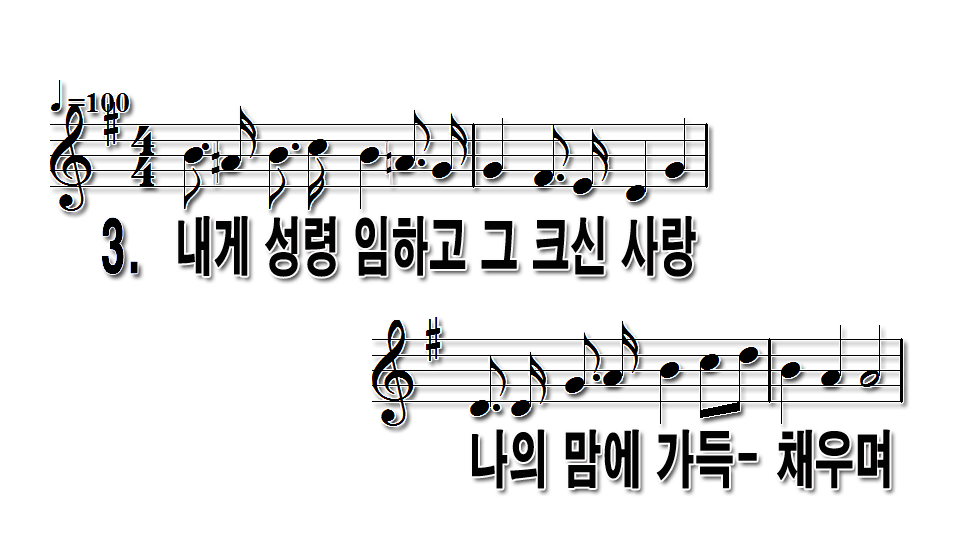 ♩=100
3. 내게 성령 임하고 그 크신 사랑
나의 맘에 가득- 채우며